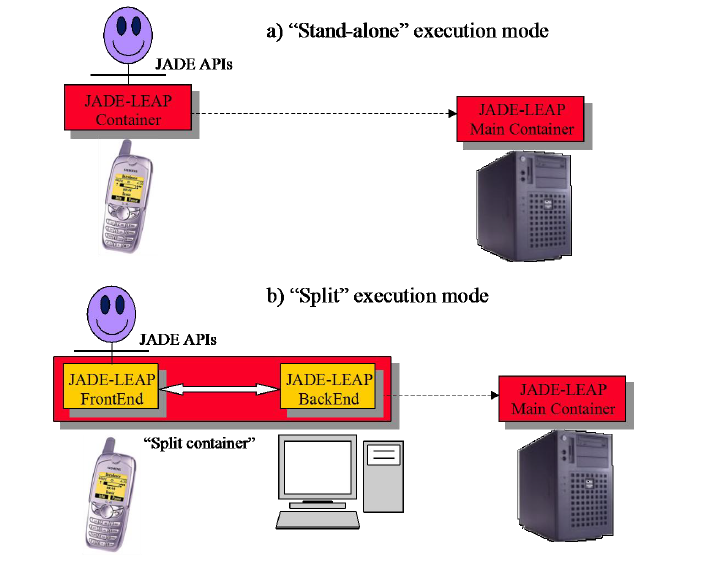 a) “Stand-alone” execution mode
JADE APIs
JADE-LEAP
Container
JADE-LEAP
Main Container
SIEMENS
b) “Split” execution mode
JADE APIs
JADE-LEAP
FrontEnd
JADE-LEAP
BackEnd
JADE-LEAP
Main Container
“Split container”